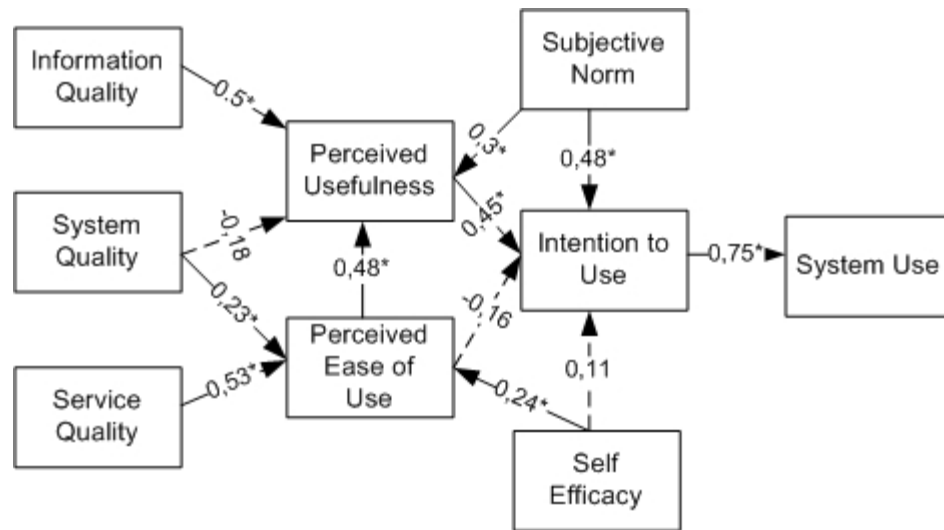 Information
Quality
Subjective
Norm
0.5*
Perceived
Usefulness
0,3*
0,48*
System
Quality
-0,18
0,45*
Intention to
Use
0,75*
System Use
0,23*
0,48*
-0,16
Perceived
Ease of
Use
0,11
Service
Quality
0,53*
0,24*
Self
Efficacy